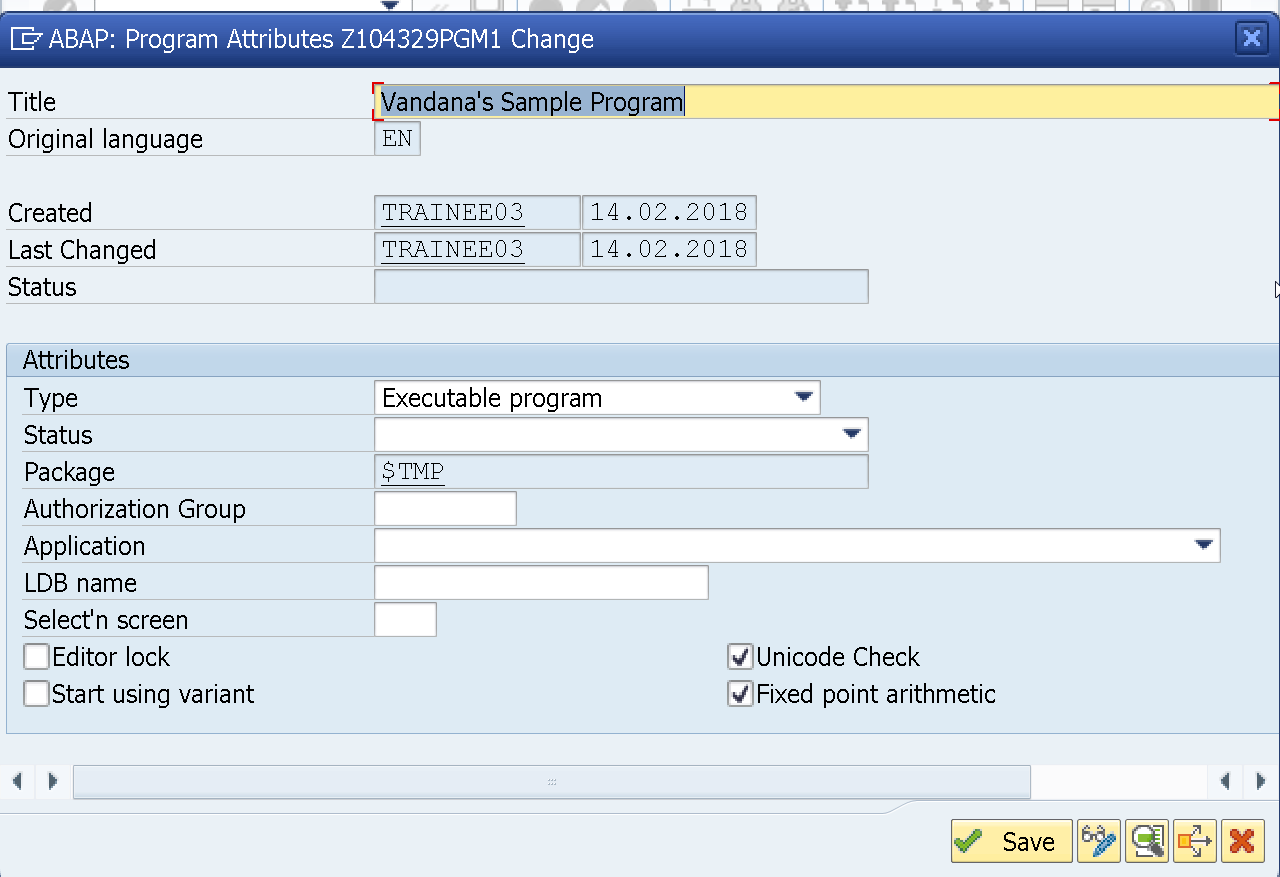 ABAP: Program Attributes Z104329PGM1 Change
Title Vandana's Sample Program
Original language EN
Created TRAINEE03 14.02.2018
Last Changed TRAINEE03 14.02.2018
Status
Attributes
Type Executable program
Status
Package $TMP
Authorization Group
Application
LDB name
Select'n screen
Editor lock Unicode Check
Start using variant Fixed point arithmetic
Save